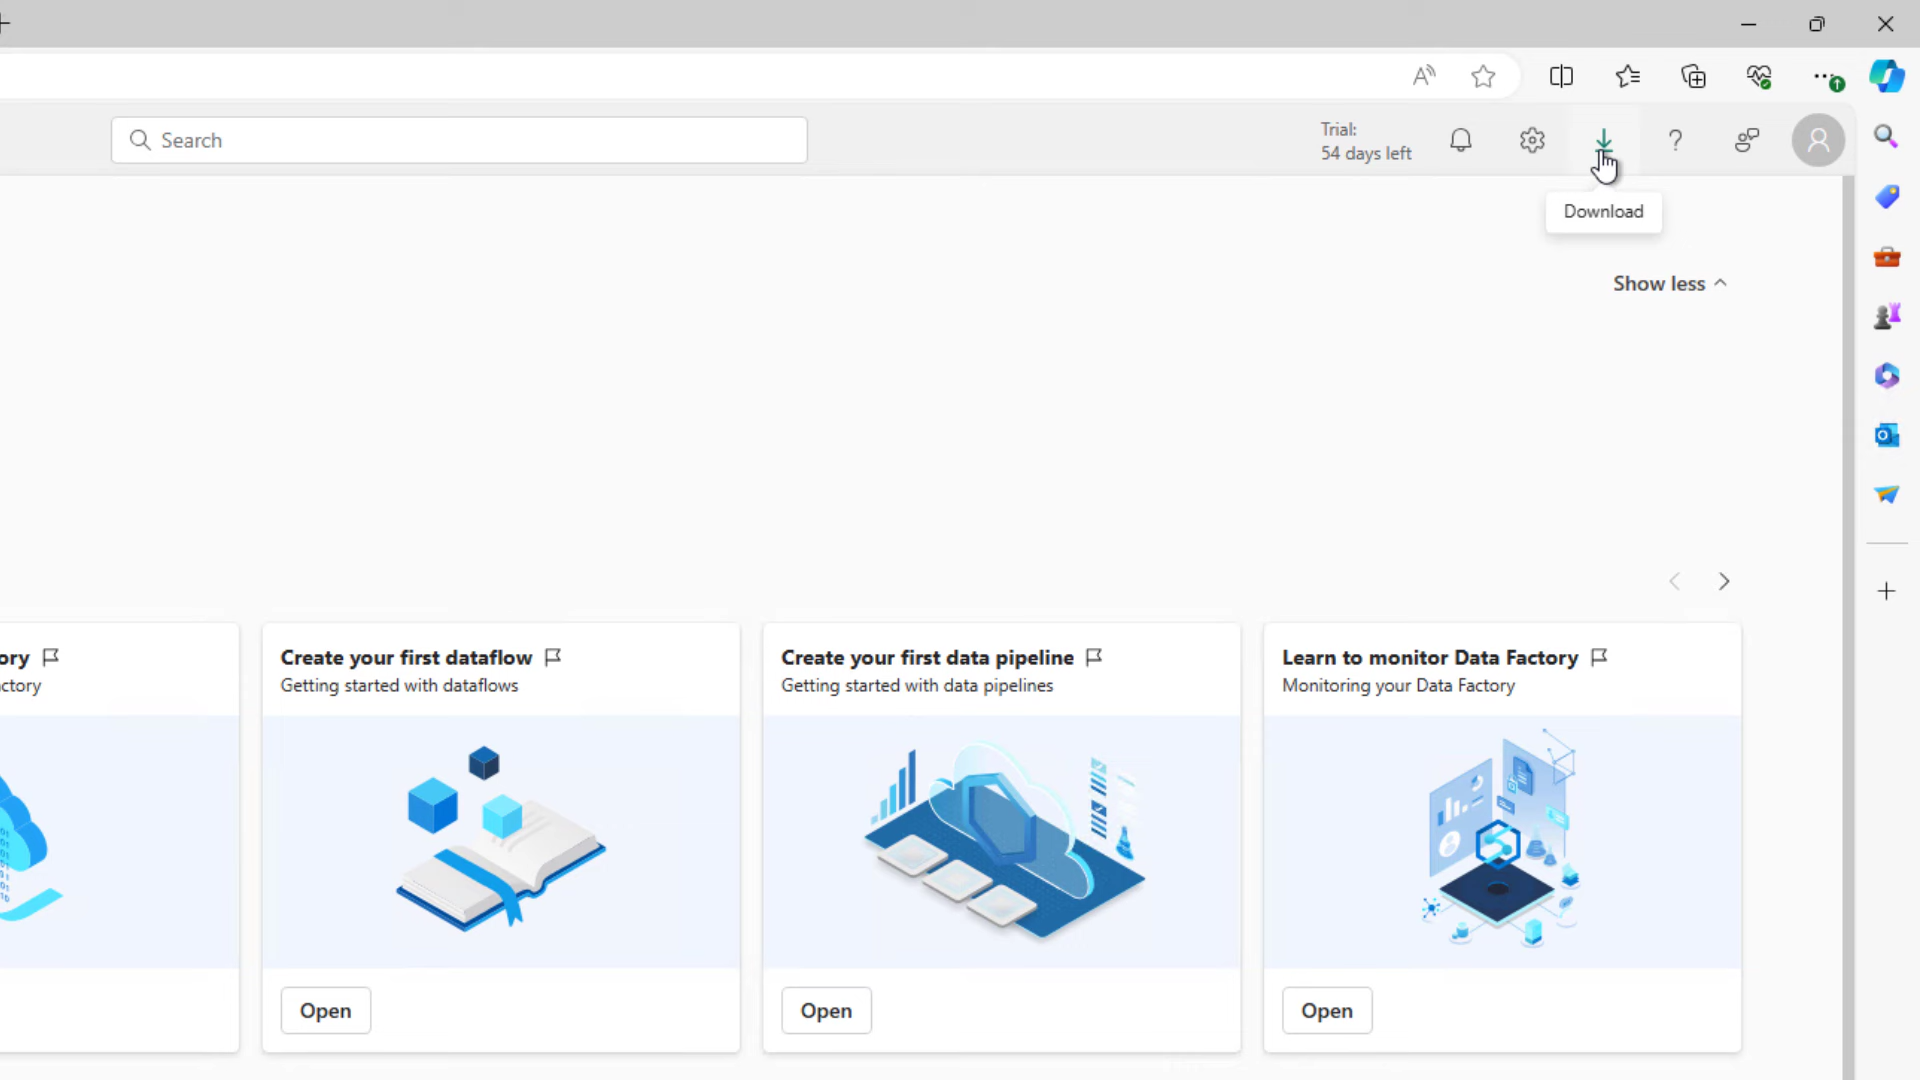 Search
Trial:
54 days left
Download
Show less
ory
ctory
Create your first dataflow
Getting started with dataflows
Create your first data pipeline
Getting started with data pipelines
Learn to monitor Data Factory
Monitoring your Data Factory
Open
Open
Open